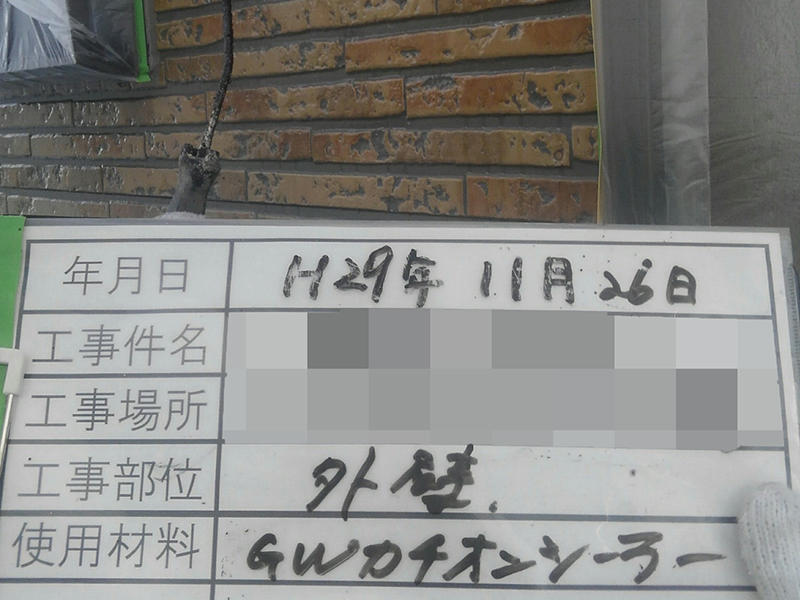 年月日 H29年 11月 26日
工事件名
工事場所
工事部位 外壁.
使用材料 GWカチオンシーラー